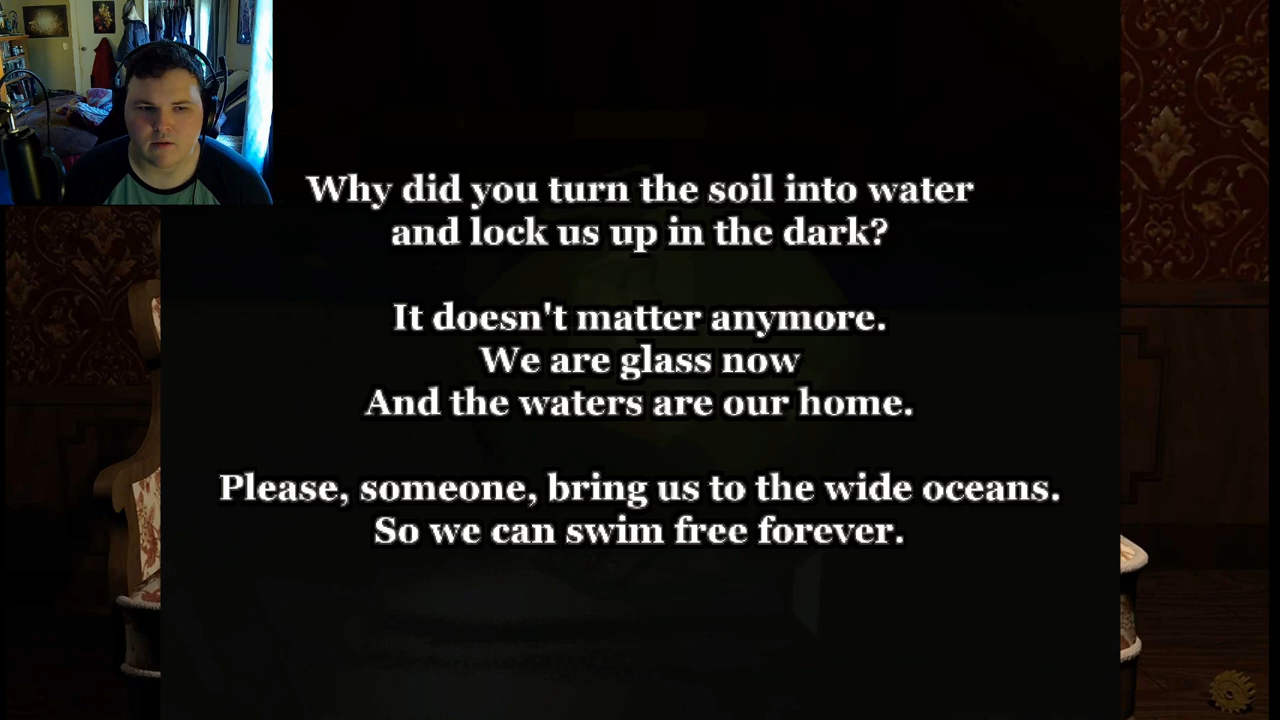 Why did you turn the soil into water
and lock us up in the dark?
It doesn't matter anymore.
We are glass now
And the waters are our home.
Please, someone, bring us to the wide oceans.
So we can swim free forever.